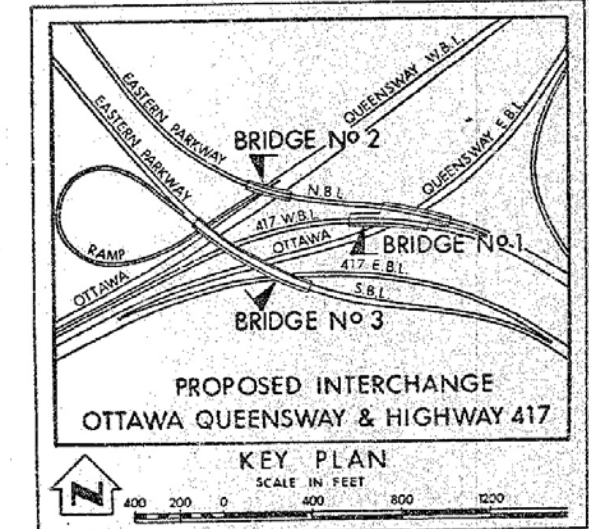 EASTERN PARKWAY
EASTERN PARKWAY
QUEENSWAY W.B.L.
BRIDGE Nº 2
QUEENSWAY E.B.L.
N.B.L.
417 W.B.L.
OTTAWA
BRIDGE Nº 1
RAMP
OTTAWA
417 E.B.L.
S.B.L.
BRIDGE Nº 3
PROPOSED INTERCHANGE
OTTAWA QUEENSWAY & HIGHWAY 417
KEY PLAN
SCALE IN FEET
N
400 200 0 400 800 1200